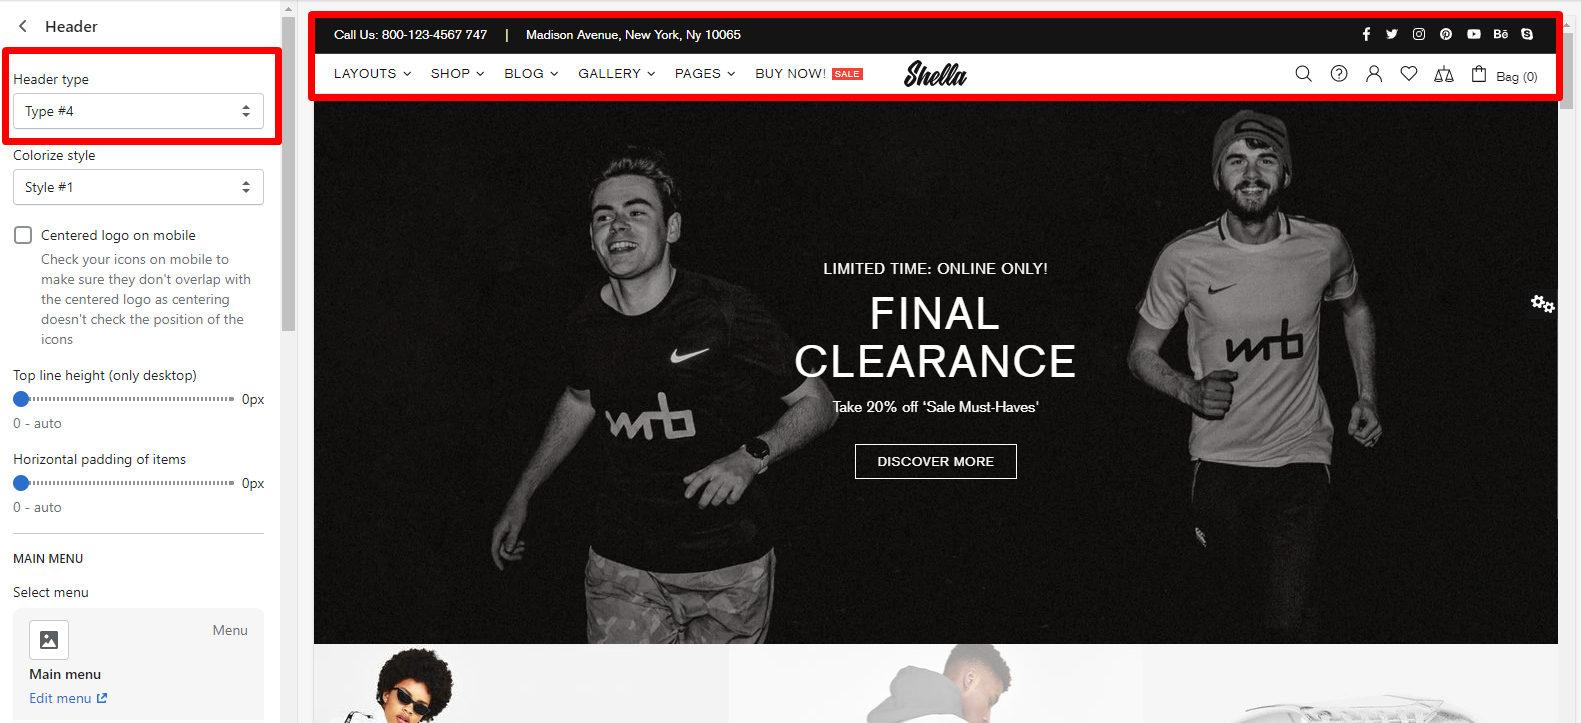 Header
Header type
Type #4
Colorize style
Style #1
Centered logo on mobile
Check your icons on mobile to
make sure they don't overlap with
the centered logo as centering
doesn't check the position of the
icons
Top line height (only desktop)
0px
0 - auto
Horizontal padding of items
0px
0 - auto
MAIN MENU
Select menu
Menu
Main menu
Edit menu
Call Us: 800-123-4567 747 | Madison Avenue, New York, Ny 10065
Bē
LAYOUTS SHOP BLOG GALLERY PAGES BUY NOW! SALE Shella Bag (0)
LIMITED TIME: ONLINE ONLY!
FINAL
CLEARANCE
Take 20% off 'Sale Must-Haves'
DISCOVER MORE
wrb
wrb